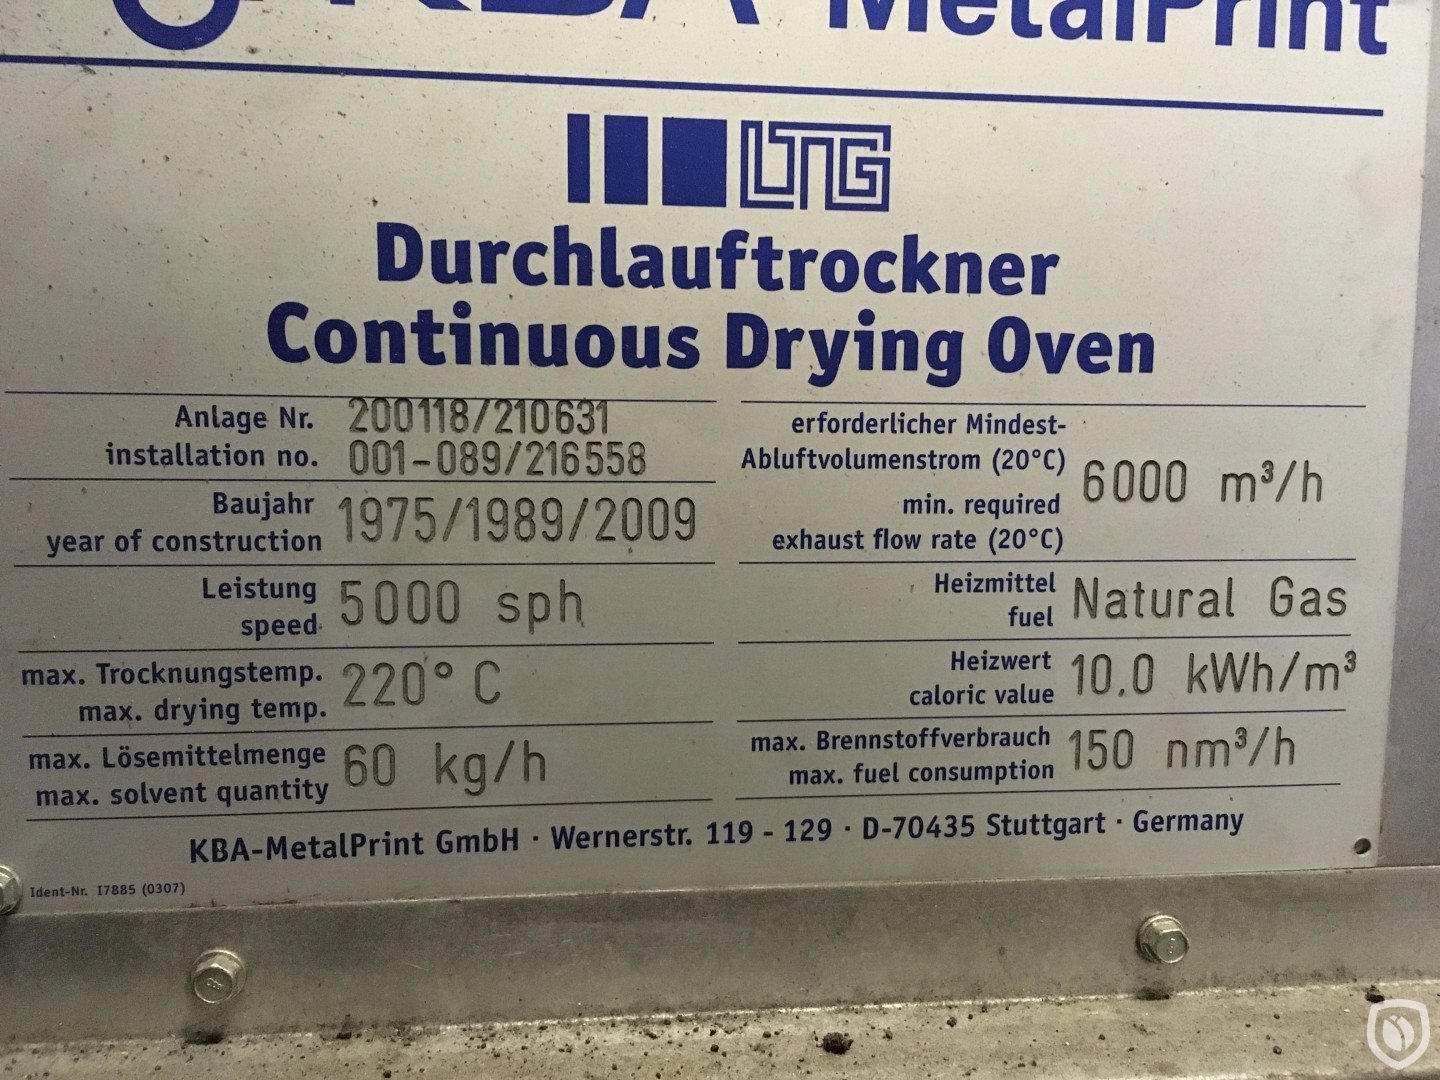 KBA-MetalPrint
LTG
Durchlauftrockner
Continuous Drying Oven
Anlage Nr. 200118/210631
installation no. 001-089/216558
Baujahr
year of construction 1975/1989/2009
Leistung
speed 5000 sph
max. Trocknungstemp.
max. drying temp. 220° C
max. Lösemittelmenge
max. solvent quantity 60 kg/h
erforderlicher Mindest-
Abluftvolumenstrom (20°C)
min. required
exhaust flow rate (20°C) 6000 m³/h
Heizmittel
fuel Natural Gas
Heizwert
caloric value 10.0 kWh/m³
max. Brennstoffverbrauch
max. fuel consumption 150 nm³/h
KBA-MetalPrint GmbH · Wernerstr. 119 - 129 · D-70435 Stuttgart · Germany
Ident-Nr. I7885 (0307)